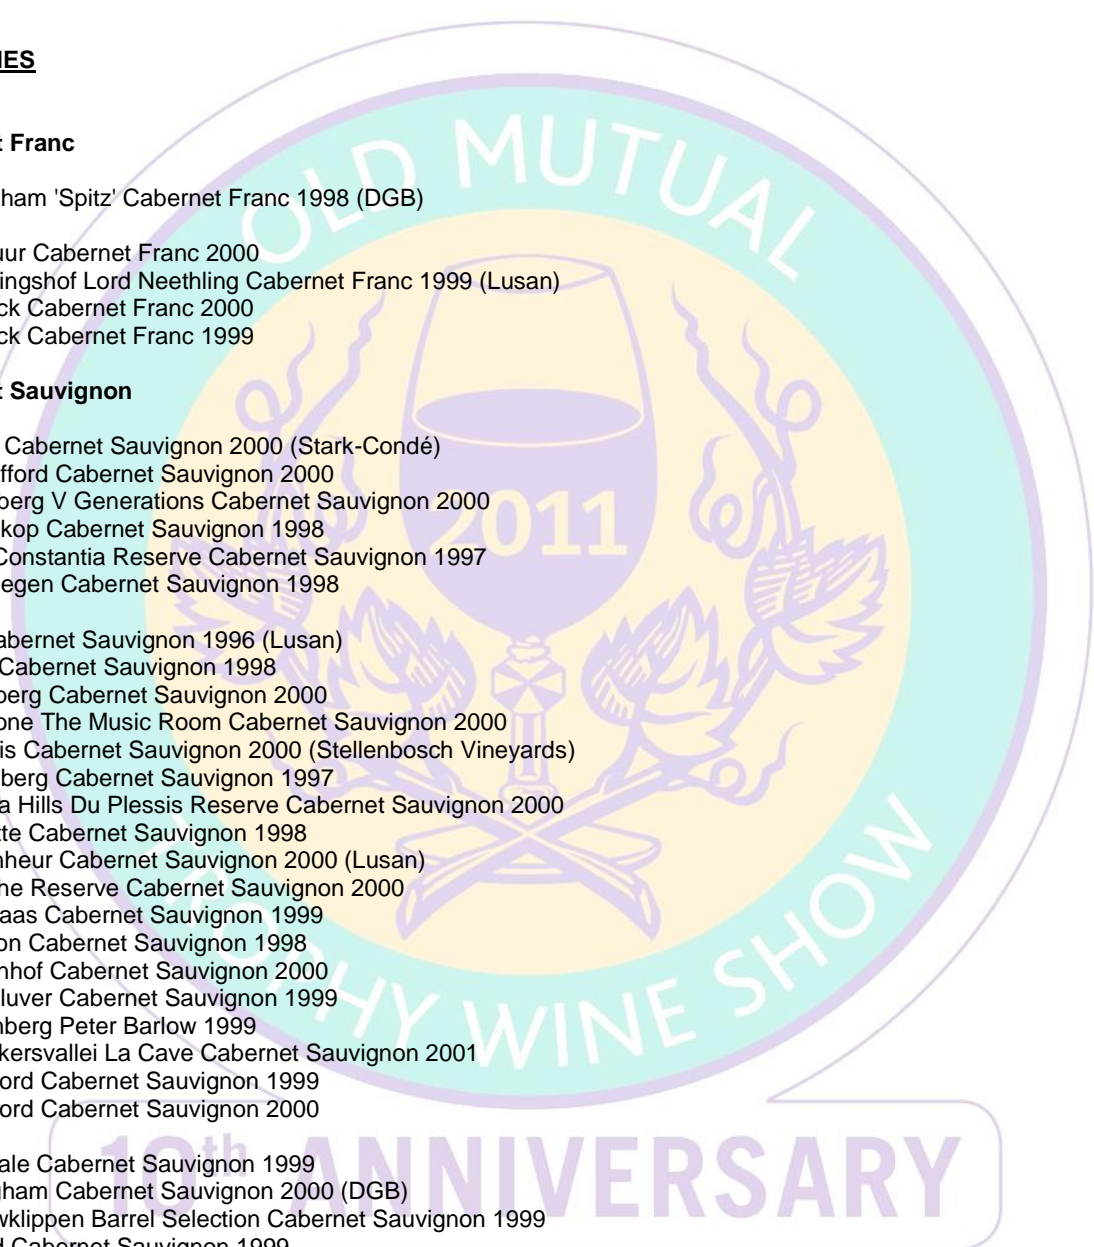 IES
t Franc
ham 'Spitz' Cabernet Franc 1998 (DGB)
uur Cabernet Franc 2000
ingshof Lord Neethling Cabernet Franc 1999 (Lusan)
ck Cabernet Franc 2000
ck Cabernet Franc 1999
t Sauvignon
Cabernet Sauvignon 2000 (Stark-Condé)
fford Cabernet Sauvignon 2000
berg V Generations Cabernet Sauvignon 2000
kop Cabernet Sauvignon 1998
Constantia Reserve Cabernet Sauvignon 1997
egen Cabernet Sauvignon 1998
abernet Sauvignon 1996 (Lusan)
Cabernet Sauvignon 1998
berg Cabernet Sauvignon 2000
one The Music Room Cabernet Sauvignon 2000
is Cabernet Sauvignon 2000 (Stellenbosch Vineyards)
berg Cabernet Sauvignon 1997
a Hills Du Plessis Reserve Cabernet Sauvignon 2000
tte Cabernet Sauvignon 1998
nheur Cabernet Sauvignon 2000 (Lusan)
he Reserve Cabernet Sauvignon 2000
aas Cabernet Sauvignon 1999
on Cabernet Sauvignon 1998
nhof Cabernet Sauvignon 2000
luver Cabernet Sauvignon 1999
nberg Peter Barlow 1999
kersvallei La Cave Cabernet Sauvignon 2001
ord Cabernet Sauvignon 1999
ord Cabernet Sauvignon 2000
ale Cabernet Sauvignon 1999
gham Cabernet Sauvignon 2000 (DGB)
wklippen Barrel Selection Cabernet Sauvignon 1999
d Cabernet Sauvignon 1999
OLD MUTUAL
2011
TROPHY WINE SHOW
10th ANNIVERSARY